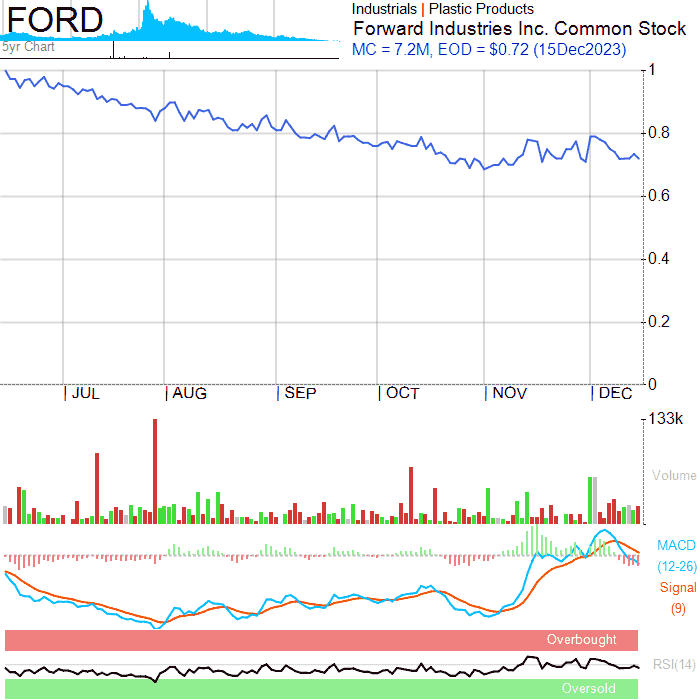 FORD
5yr Chart
Industrials | Plastic Products
Forward Industries Inc. Common Stock
MC = 7.2M, EOD = $0.72 (15Dec2023)
1
0.8
0.6
0.4
0.2
0
JUL
AUG
SEP
OCT
NOV
DEC
133k
Volume
MACD
(12-26)
Signal
(9)
Overbought
RSI(14)
Oversold